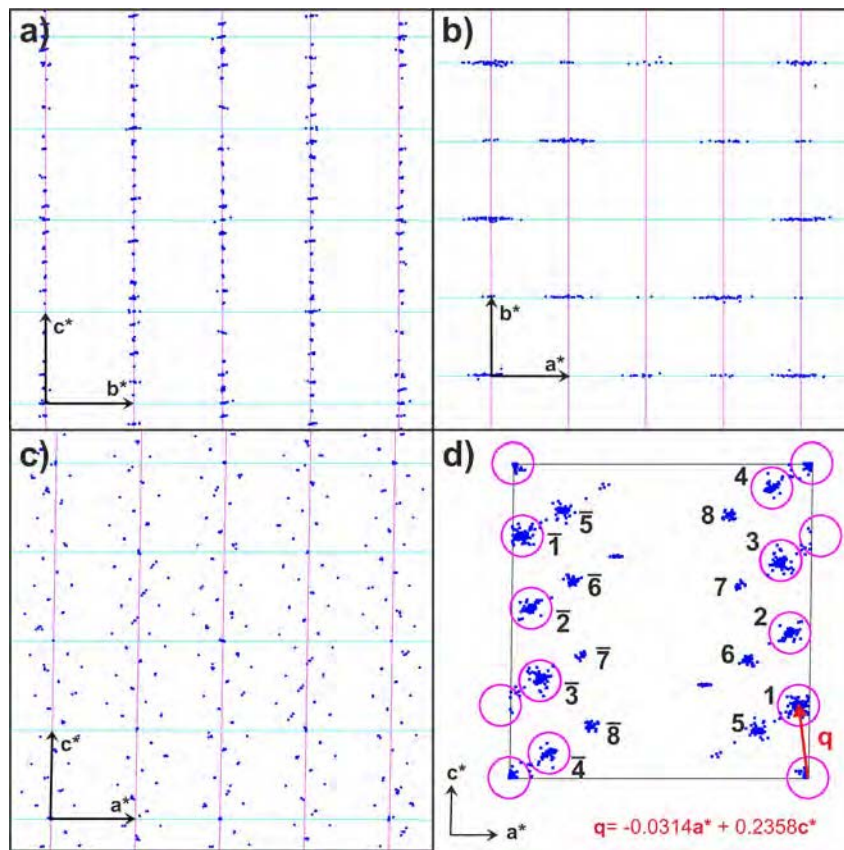 a)
c*
b*
b)
b*
a*
c)
c*
a*
d)
4
8
5̅
1̅
3
6̅
7
2̅
2
7̅
6
3̅
1
8̅
5
q
4̅
c*
a*
q= -0.0314a* + 0.2358c*